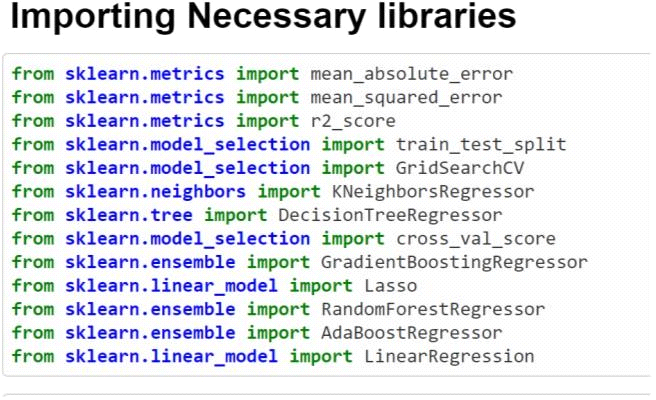 Importing Necessary libraries
from sklearn.metrics import mean_absolute_error
from sklearn.metrics import mean_squared_error
from sklearn.metrics import r2_score
from sklearn.model_selection import train_test_split
from sklearn.model_selection import GridSearchCV
from sklearn.neighbors import KNeighborsRegressor
from sklearn.tree import DecisionTreeRegressor
from sklearn.model_selection import cross_val_score
from sklearn.ensemble import GradientBoostingRegressor
from sklearn.linear_model import Lasso
from sklearn.ensemble import RandomForestRegressor
from sklearn.ensemble import AdaBoostRegressor
from sklearn.linear_model import LinearRegression